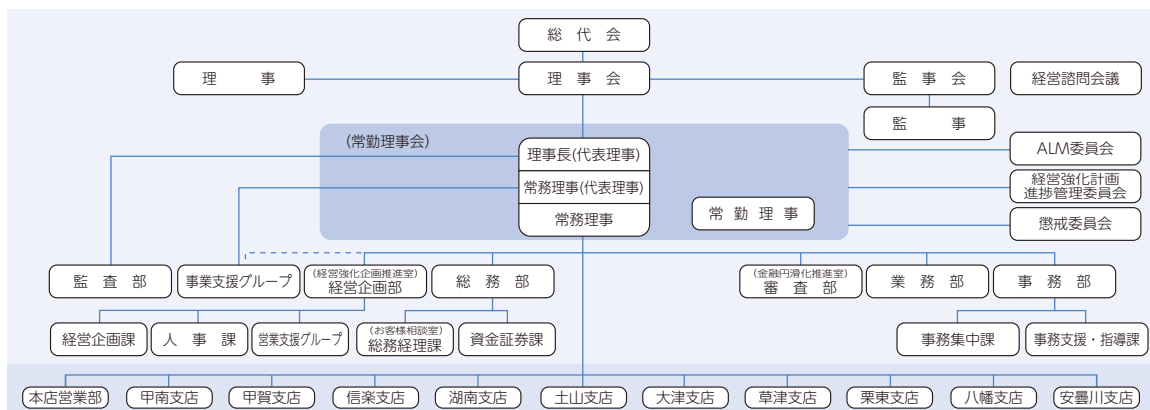 総代会
理事
理事会
監事会
経営諮問会議
監事
(常勤理事会)
理事長(代表理事)
ALM委員会
常務理事(代表理事)
経営強化計画
進捗管理委員会
常務理事
常勤理事
懲戒委員会
監査部
事業支援グループ
(経営強化企画推進室)
経営企画部
総務部
(金融円滑化推進室)
審査部
業務部
事務部
経営企画課
人事課
営業支援グループ
(お客様相談室)
総務経理課
資金証券課
事務集中課
事務支援・指導課
本店営業部
甲南支店
甲賀支店
信楽支店
湖南支店
土山支店
大津支店
草津支店
栗東支店
八幡支店
安曇川支店